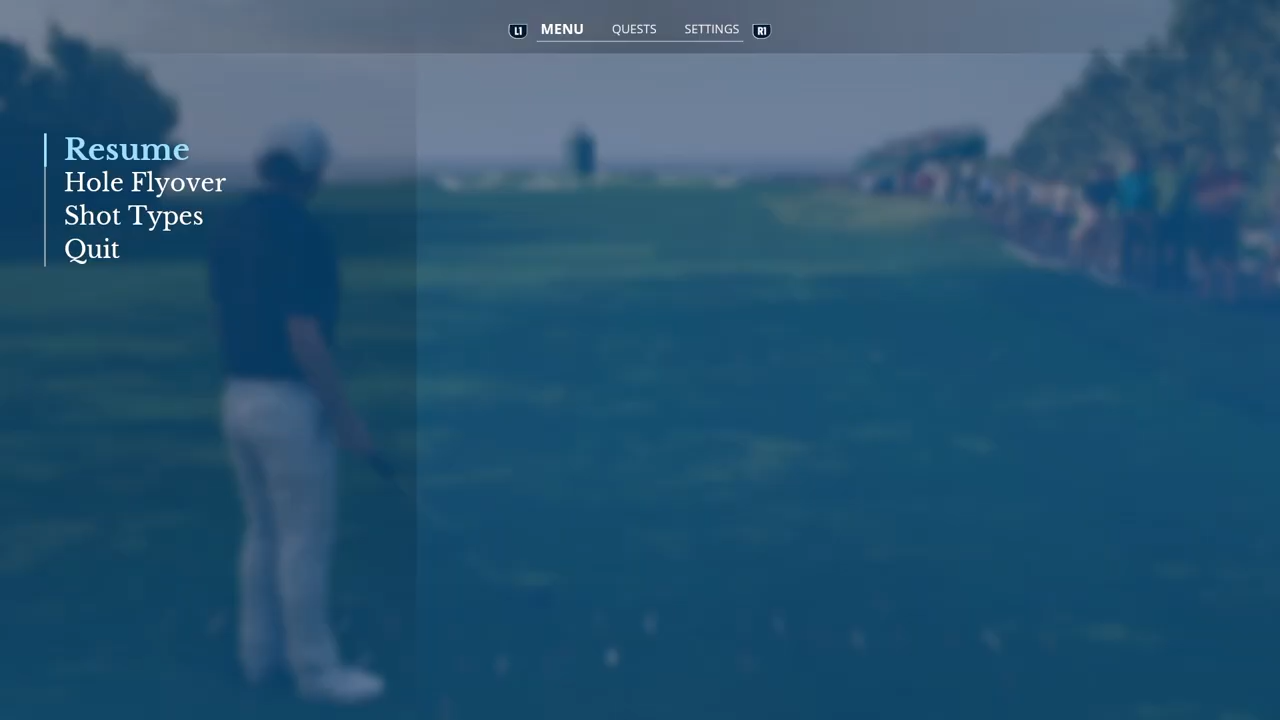 L1 MENU QUESTS SETTINGS R1
Resume
Hole Flyover
Shot Types
Quit